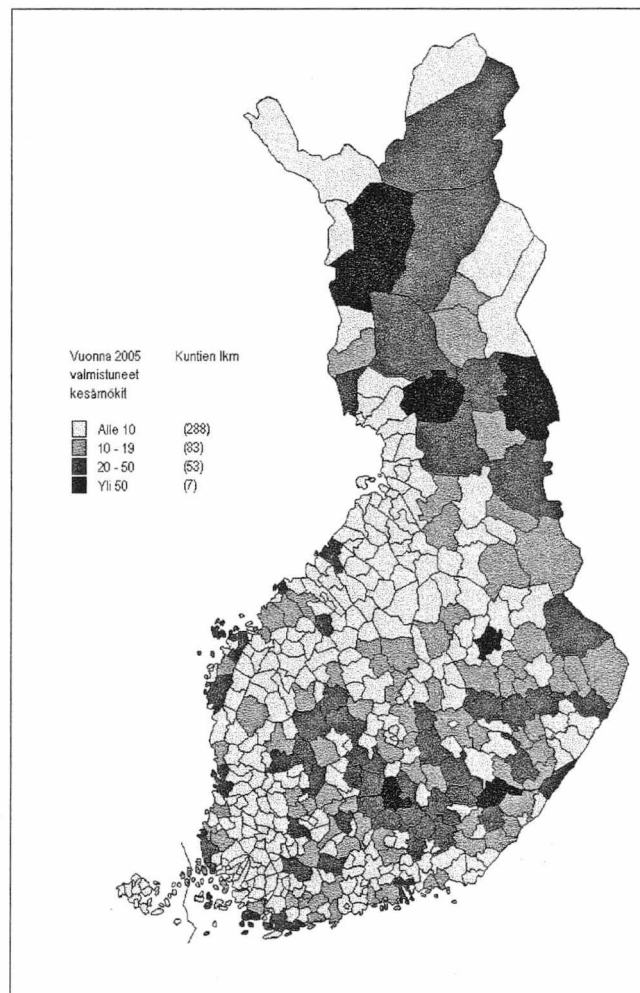 Vuonna 2005 Kuntien lkm
valmistuneet
kesämökit
Alle 10 (288)
10 - 19 (83)
20 - 50 (53)
Yli 50 (7)